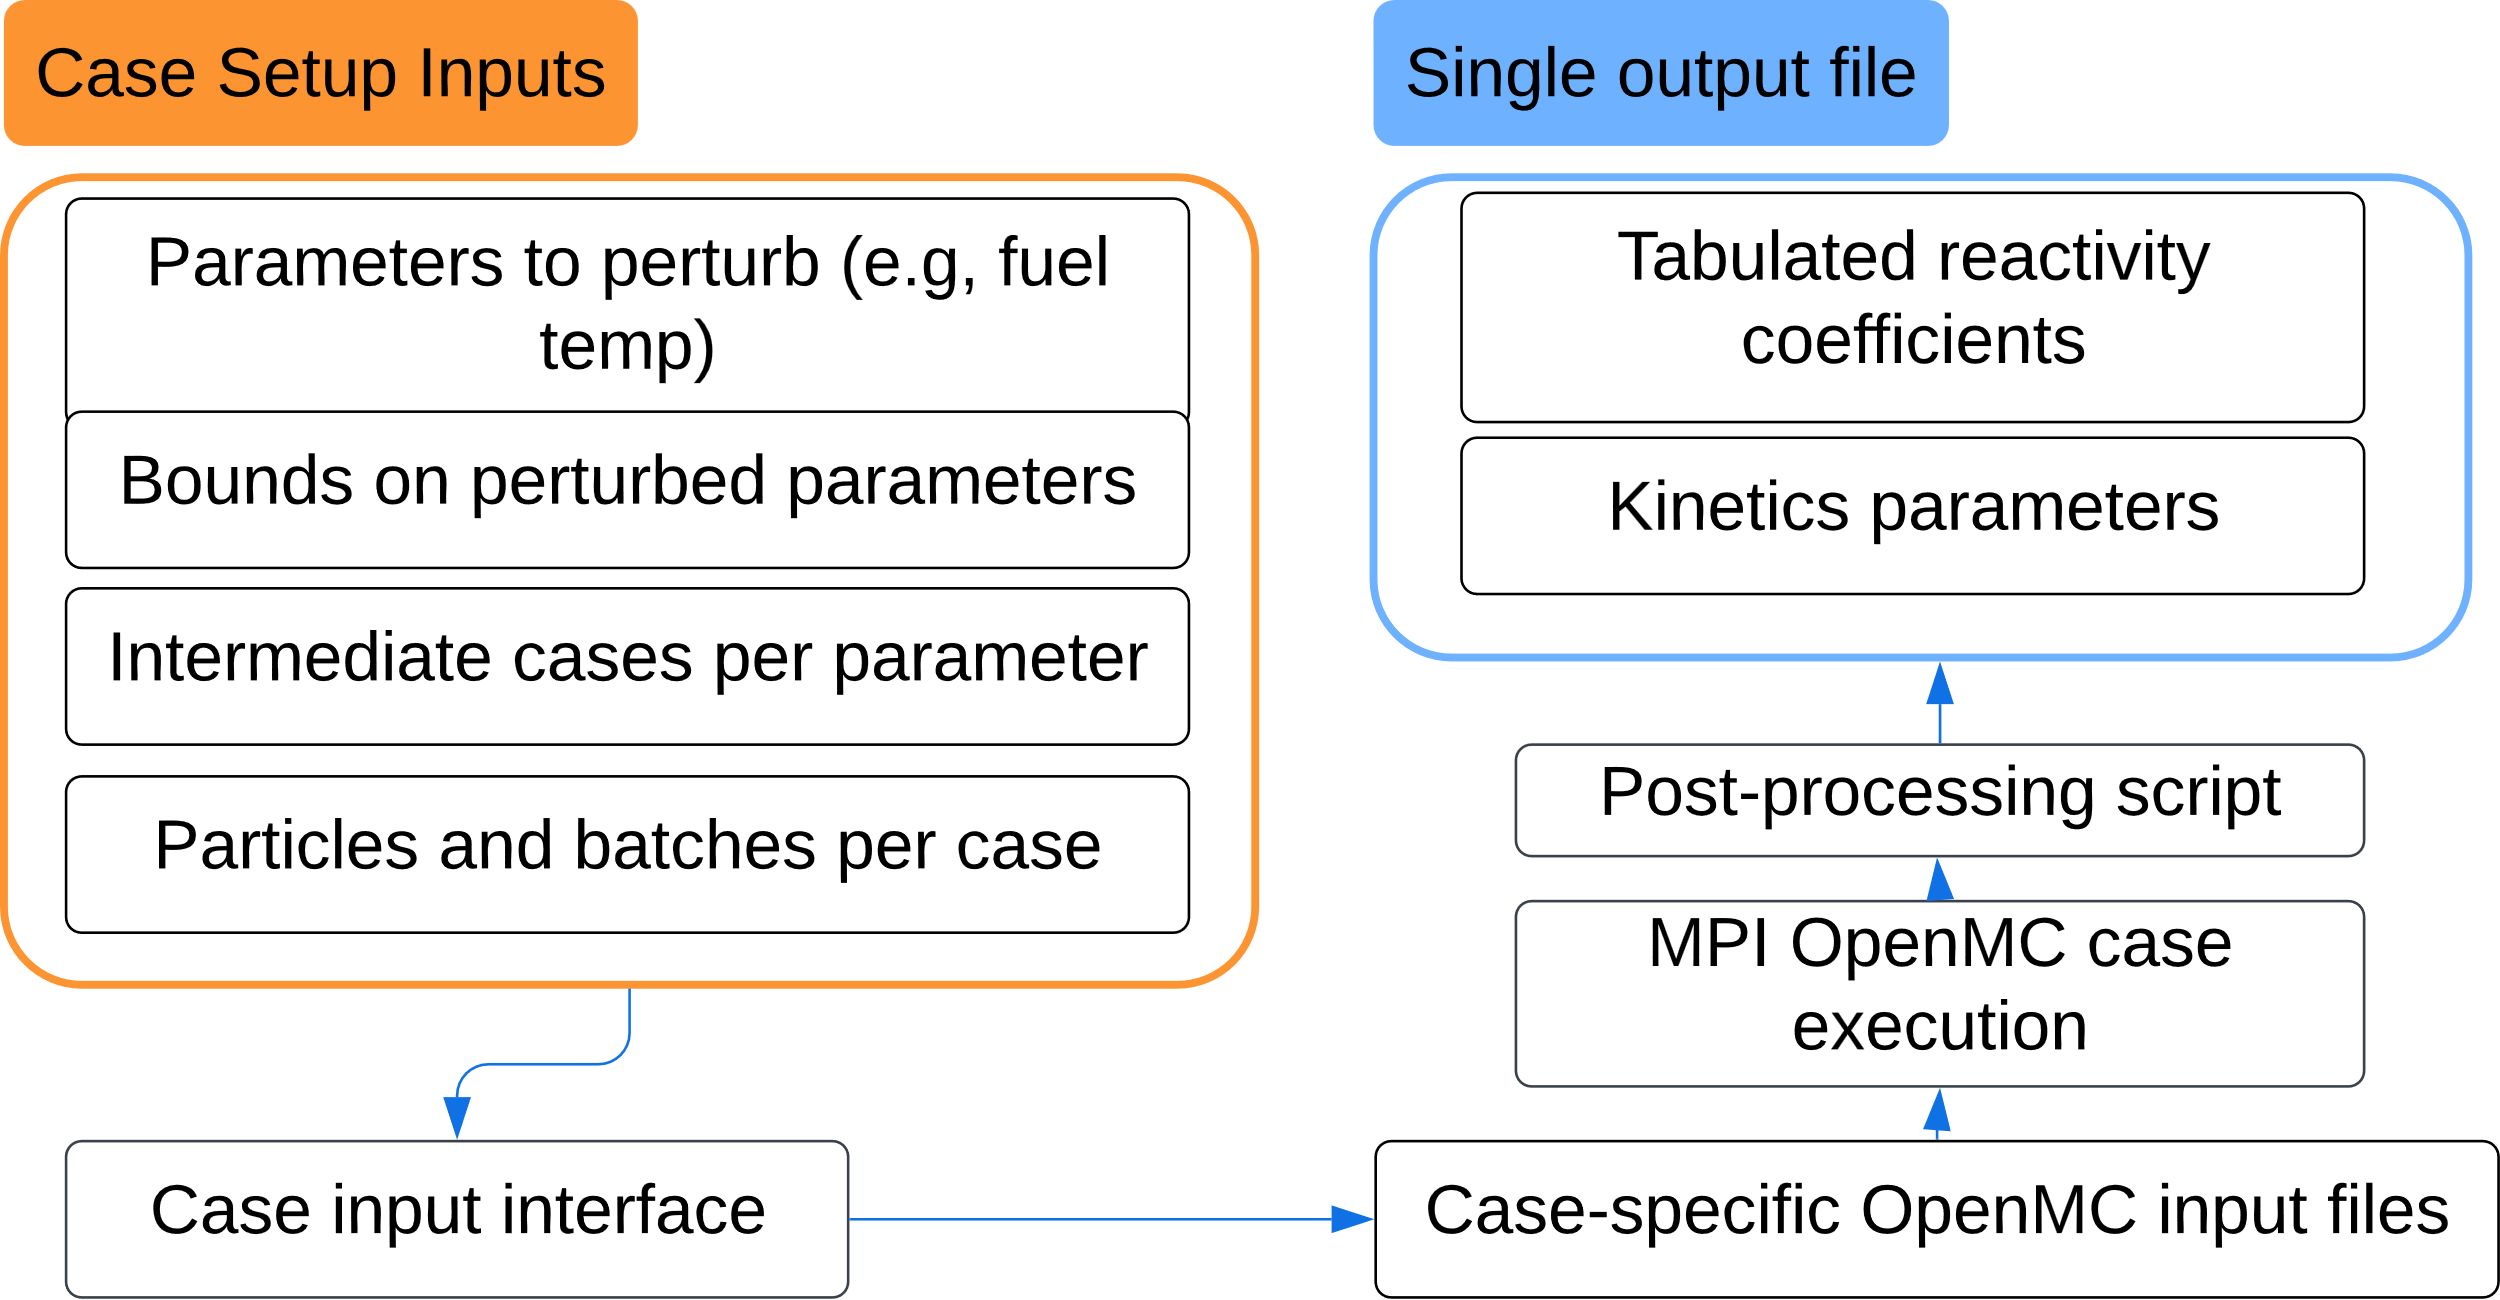 Case Setup Inputs
Parameters to perturb (e.g, fuel
temp)
Bounds on perturbed parameters
Intermediate cases per parameter
Particles and batches per case
Case input interface
Single output file
Tabulated reactivity
coefficients
Kinetics parameters
Post-processing script
MPI OpenMC case
execution
Case-specific OpenMC input files